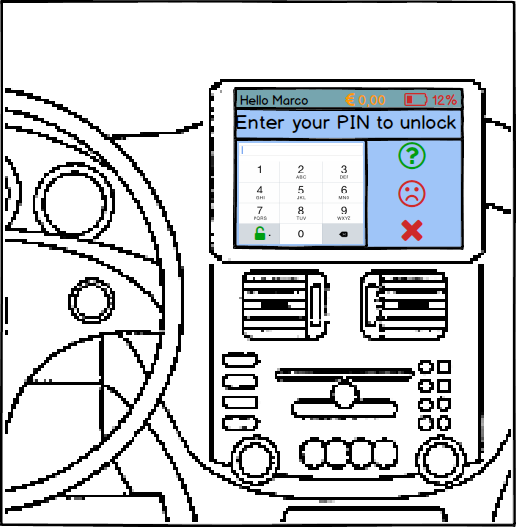 Hello Marco € 0,00 12%
Enter your PIN to unlock
1 2 3
ABC DEF
4 5 6
GHI JKL MNO
7 8 9
PQRS TUV WXYZ
0